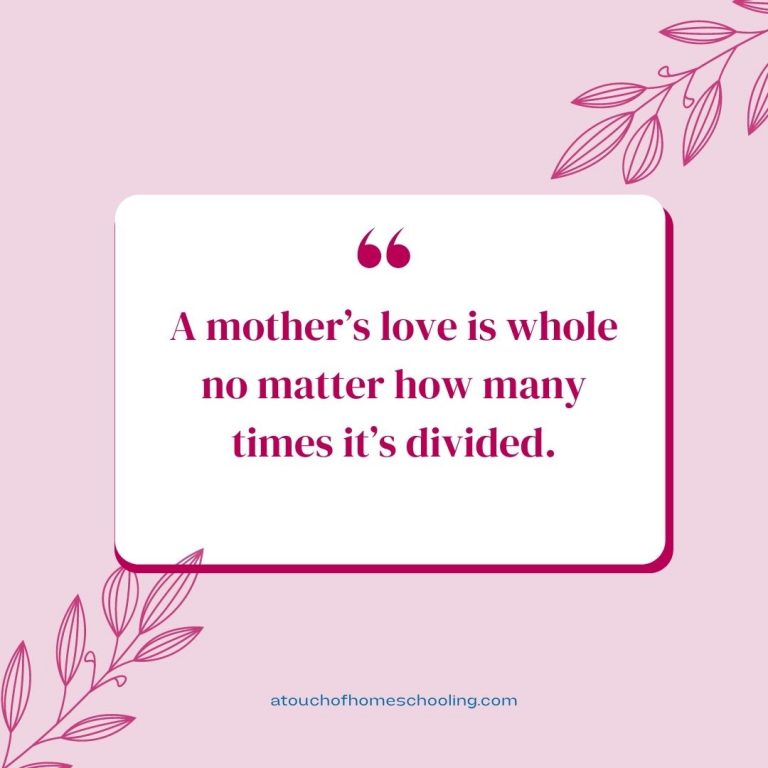 ❝
A mother’s love is whole
no matter how many
times it’s divided.
atouchofhomeschooling.com